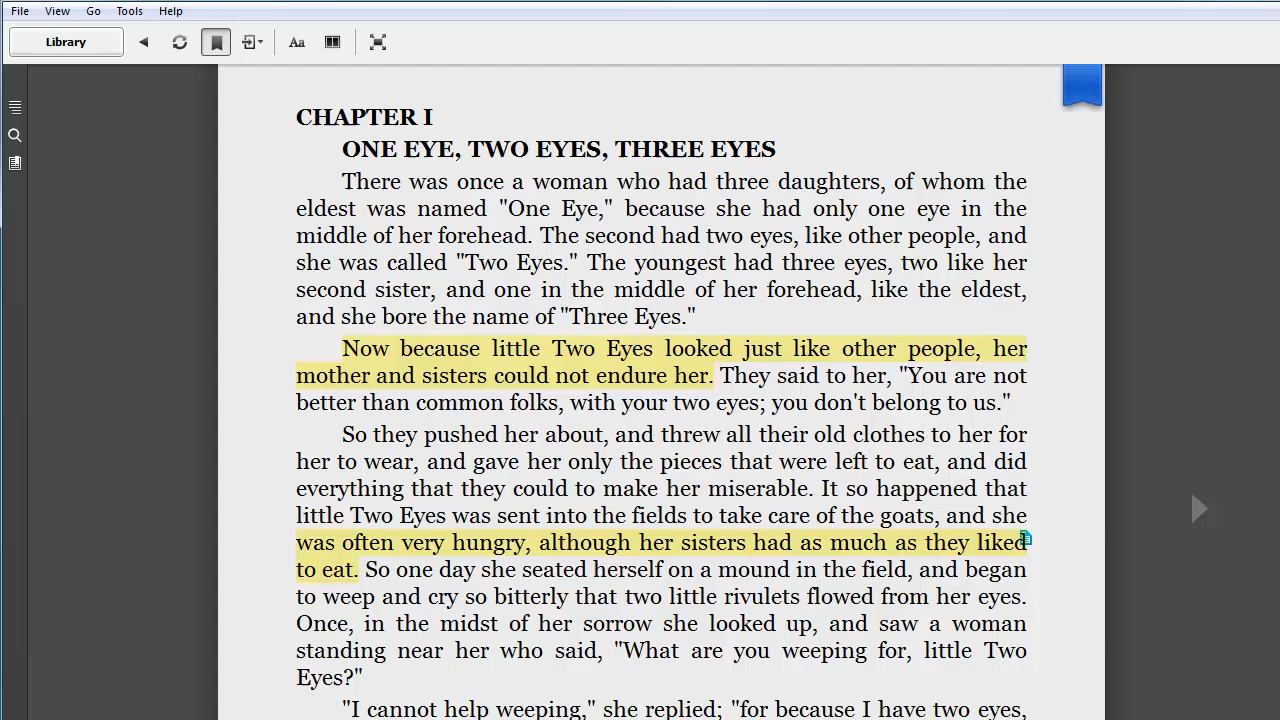 File View Go Tools Help
Library Aa
CHAPTER I
ONE EYE, TWO EYES, THREE EYES
There was once a woman who had three daughters, of whom the
eldest was named "One Eye," because she had only one eye in the
middle of her forehead. The second had two eyes, like other people, and
she was called "Two Eyes." The youngest had three eyes, two like her
second sister, and one in the middle of her forehead, like the eldest,
and she bore the name of "Three Eyes."
Now because little Two Eyes looked just like other people, her
mother and sisters could not endure her. They said to her, "You are not
better than common folks, with your two eyes; you don't belong to us."
So they pushed her about, and threw all their old clothes to her for
her to wear, and gave her only the pieces that were left to eat, and did
everything that they could to make her miserable. It so happened that
little Two Eyes was sent into the fields to take care of the goats, and she
was often very hungry, although her sisters had as much as they liked
to eat. So one day she seated herself on a mound in the field, and began
to weep and cry so bitterly that two little rivulets flowed from her eyes.
Once, in the midst of her sorrow she looked up, and saw a woman
standing near her who said, "What are you weeping for, little Two
Eyes?"
"I cannot help weeping," she replied; "for because I have two eyes,